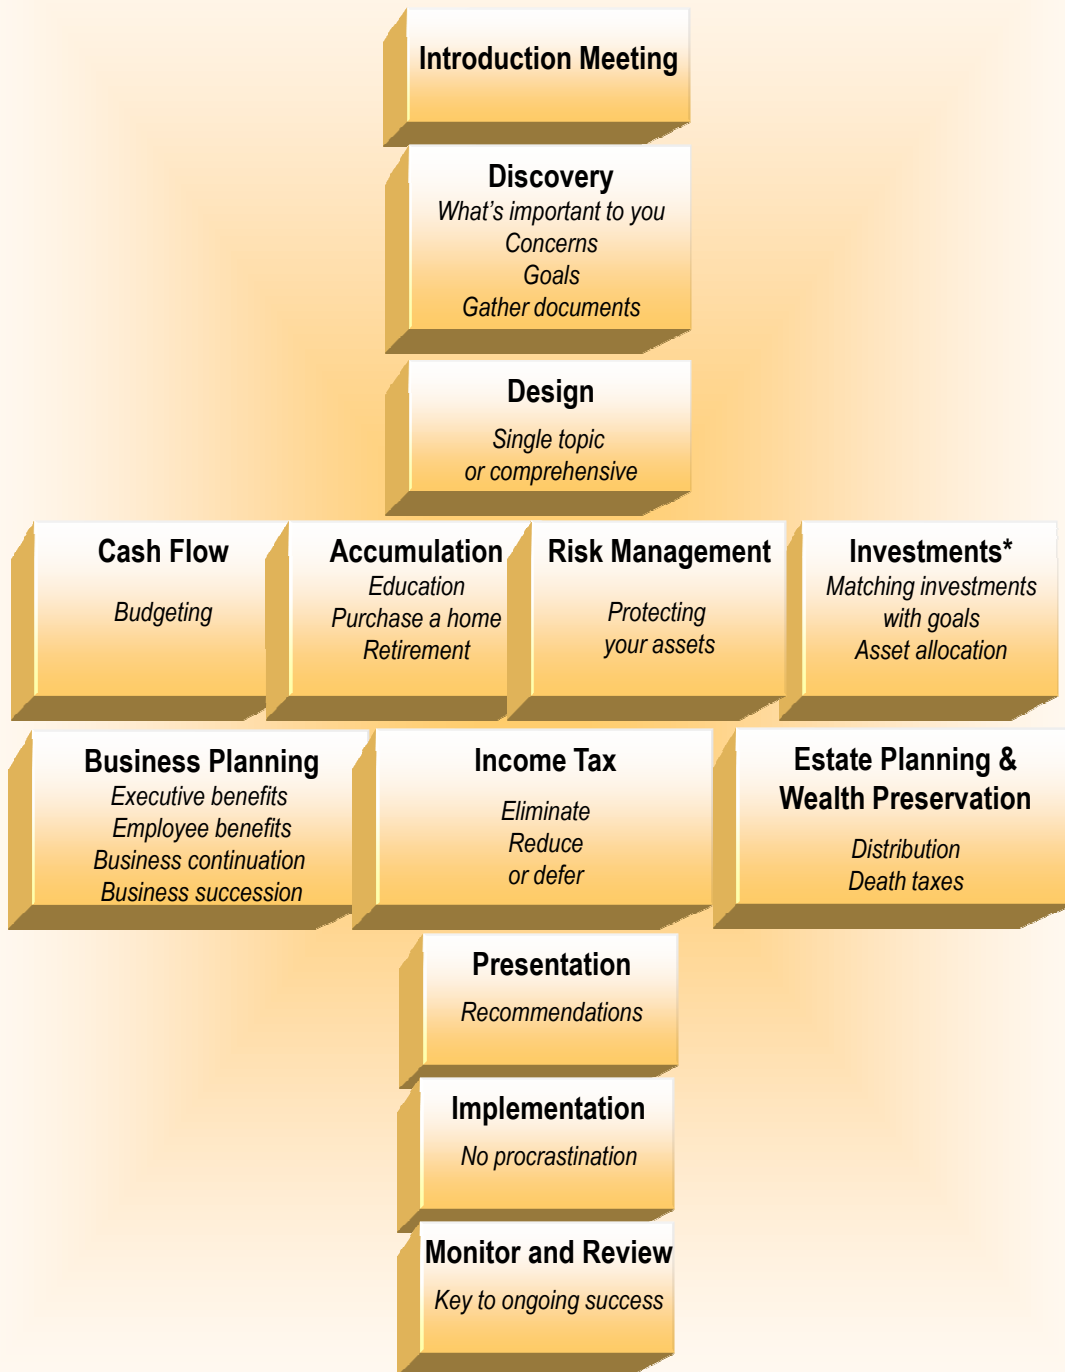 Introduction Meeting
Discovery
What’s important to you
Concerns
Goals
Gather documents
Design
Single topic
or comprehensive
Cash Flow
Budgeting
Accumulation
Education
Purchase a home
Retirement
Risk Management
Protecting
your assets
Investments*
Matching investments
with goals
Asset allocation
Business Planning
Executive benefits
Employee benefits
Business continuation
Business succession
Income Tax
Eliminate
Reduce
or defer
Estate Planning &
Wealth Preservation
Distribution
Death taxes
Presentation
Recommendations
Implementation
No procrastination
Monitor and Review
Key to ongoing success